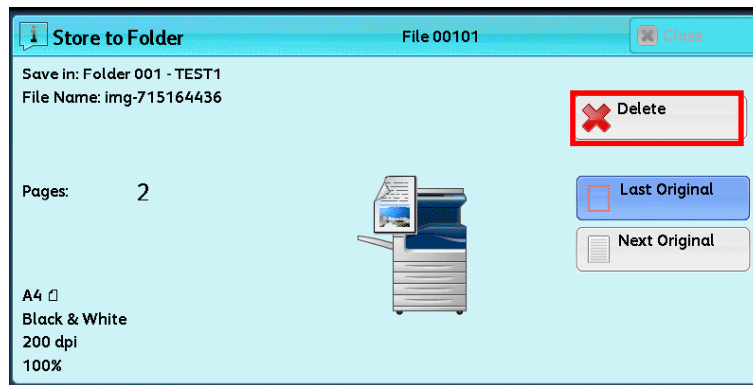 Store to Folder
File 00101
Close
Save in: Folder 001 - TEST1
File Name: img-715164436
Delete
Pages: 2
Last Original
Next Original
A4
Black & White
200 dpi
100%